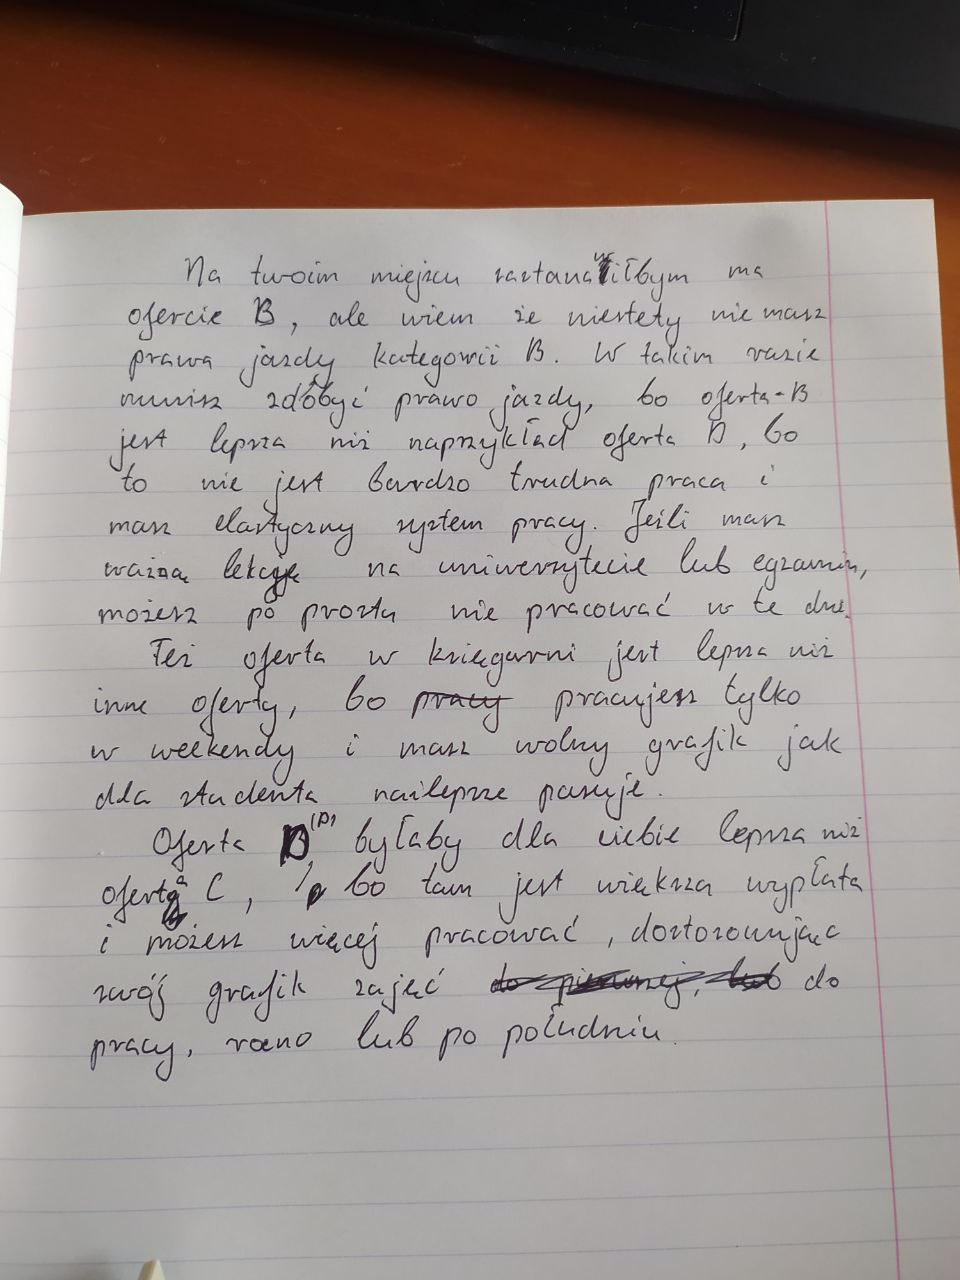 Na twoim miejscu zastanawiłbym na
ofercie B, ale wiem że niestety nie masz
prawa jazdy kategorii B. W takim razie
musisz zdobyć prawo jazdy, bo oferta B
jest lepsza niż naprzykład oferta D, bo
to nie jest bardzo trudna praca i
masz elastyczny system pracy. Jeśli masz
ważną lekcję na uniwersytecie lub egzamin,
możesz po prostu nie pracować w te dni.
Też oferta w księgarni jest lepsza niż
inne oferty, bo pracujesz tylko
w weekendy i masz wolny grafik jak
dla studenta najlepsze pasuje.
Oferta D (D) byłaby dla ciebie lepsza niż
oferta C, bo tam jest większa wypłata
i możesz więcej pracować, dostosowując
swój grafik zajęć do
pracy, rano lub po południu.